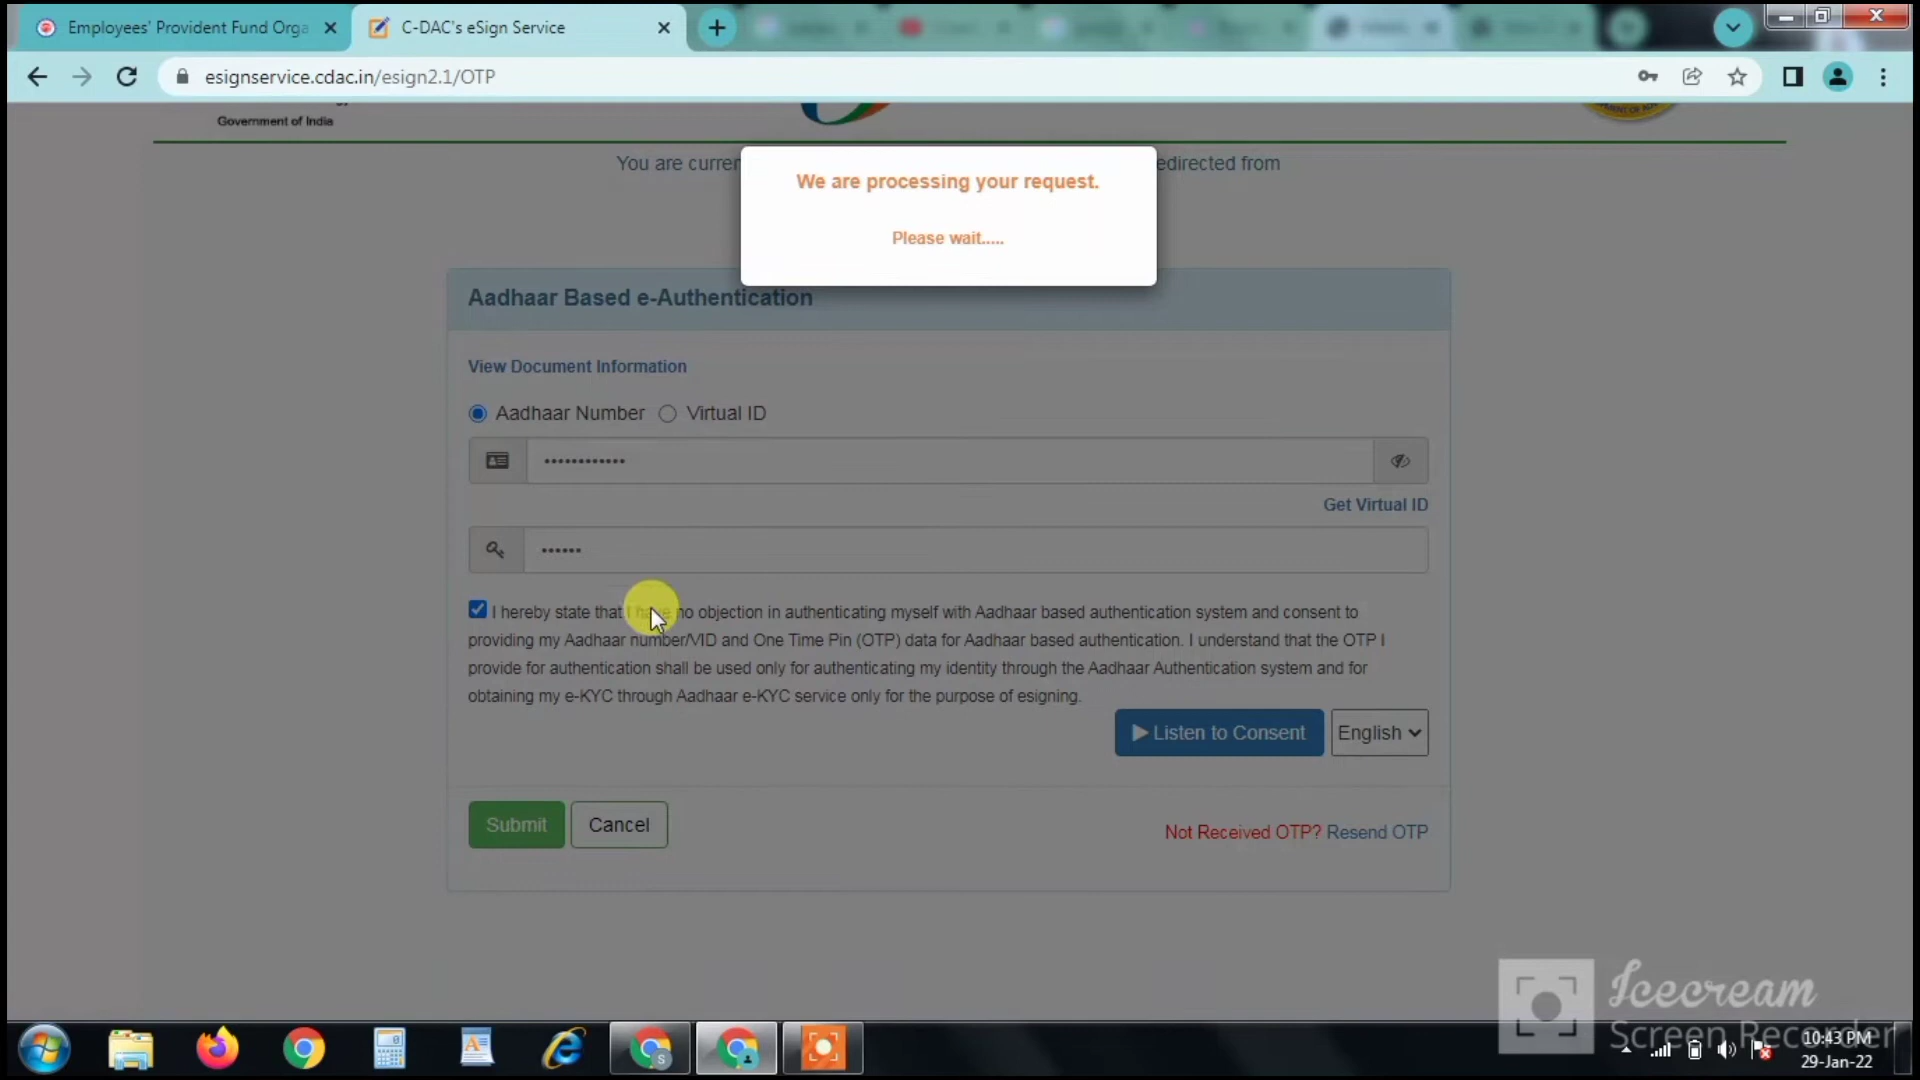 Employees' Provident Fund Orga
C-DAC's eSign Service
esignservice.cdac.in/esign2.1/OTP
Government of India
You are curren
edirected from
We are processing your request.
Please wait.....
Aadhaar Based e-Authentication
View Document Information
Aadhaar Number Virtual ID
••••••••••••
Get Virtual ID
••••••
I hereby state that I have no objection in authenticating myself with Aadhaar based authentication system and consent to
providing my Aadhaar number/VID and One Time Pin (OTP) data for Aadhaar based authentication. I understand that the OTP I
provide for authentication shall be used only for authenticating my identity through the Aadhaar Authentication system and for
obtaining my e-KYC through Aadhaar e-KYC service only for the purpose of esigning.
Listen to Consent English
Submit Cancel
Not Received OTP? Resend OTP
Icecream
Screen Recorder
10:43 PM
29-Jan-22